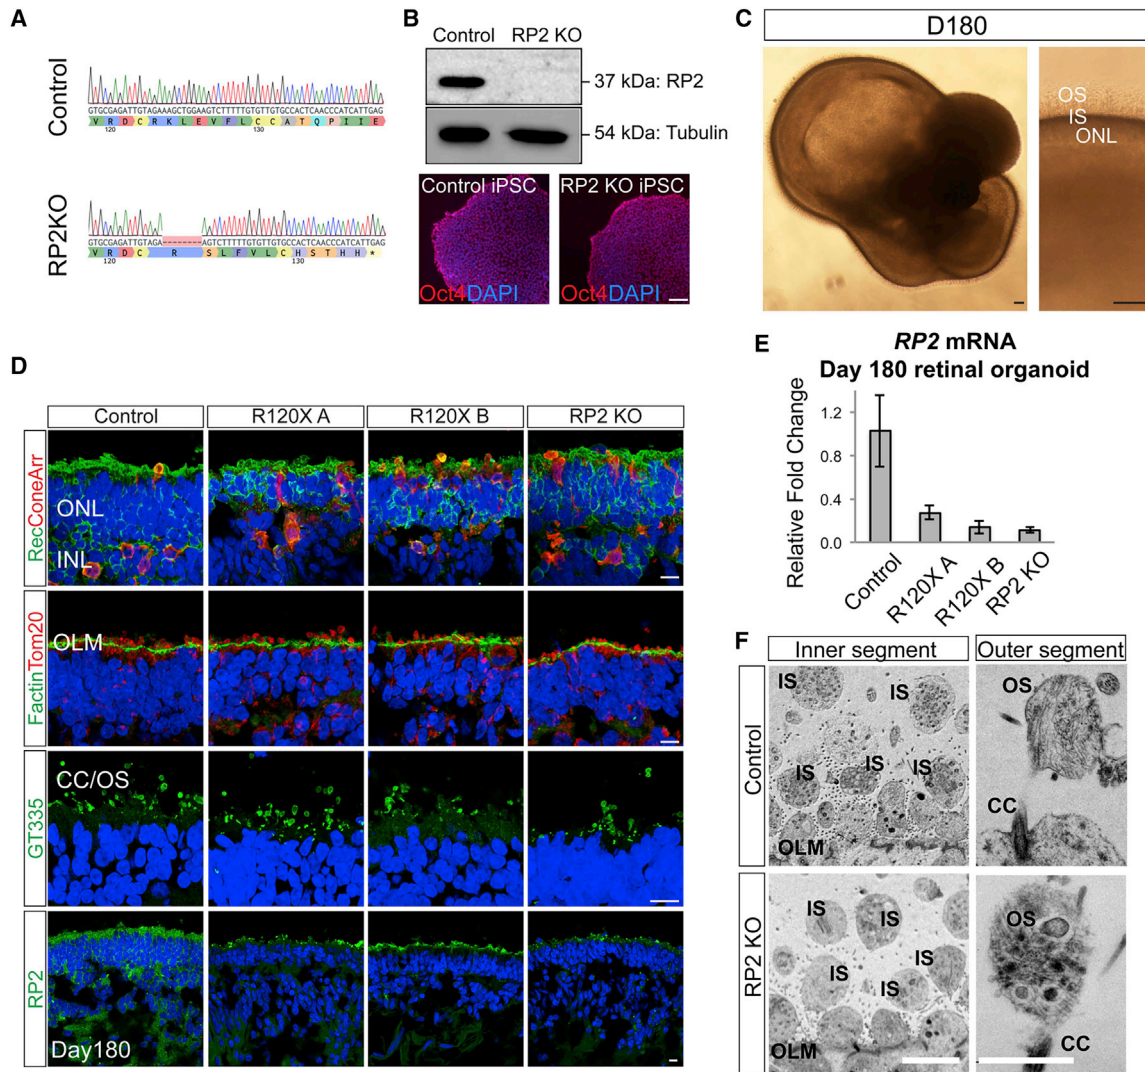 A
Control
GTGCGAGATTGTAGAAAGCTGGAAGTCTTTTTGTGTTGTGCCACTCAACCCATCATTGAG
V R D C R K L E V F L C C A T Q P I I E
120 130
RP2KO
GTGCGAGATTGTAGA----------AGTCTTTTTGTGTTGTGCCACTCAACCCATCATTGAG
V R D C R S L F V L C H S T H H *
120 130
B
Control RP2 KO
37 kDa: RP2
54 kDa: Tubulin
Control iPSC RP2 KO iPSC
Oct4DAPI Oct4DAPI
C
D180
OS
IS
ONL
D
Control R120X A R120X B RP2 KO
RecConeArr
ONL
INL
FactinTom20
OLM
GT335
CC/OS
RP2
Day180
E
RP2 mRNA
Day 180 retinal organoid
Relative Fold Change
1.2
0.8
0.4
0.0
Control R120X A R120X B RP2 KO
F
Inner segment Outer segment
Control
IS IS
IS IS IS
OLM
OS
CC
RP2 KO
IS IS
IS IS IS
OLM
OS
CC